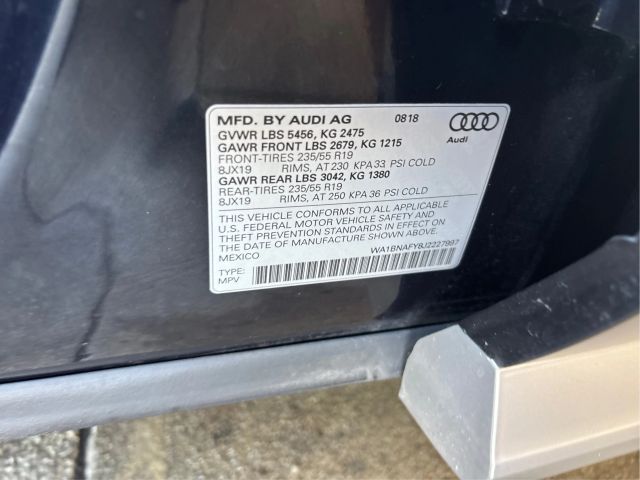 MFD. BY AUDI AG 0818
GVWR LBS 5456, KG 2475
GAWR FRONT LBS 2679, KG 1215
FRONT-TIRES 235/55 R19
8JX19 RIMS, AT 230 KPA 33 PSI COLD
GAWR REAR LBS 3042, KG 1380
REAR-TIRES 235/55 R19
8JX19 RIMS, AT 250 KPA 36 PSI COLD
Audi
THIS VEHICLE CONFORMS TO ALL APPLICABLE
U.S. FEDERAL MOTOR VEHICLE SAFETY AND
THEFT PREVENTION STANDARDS IN EFFECT ON
THE DATE OF MANUFACTURE SHOWN ABOVE.
MEXICO WA1BNAFY8J2227997
TYPE:
MPV